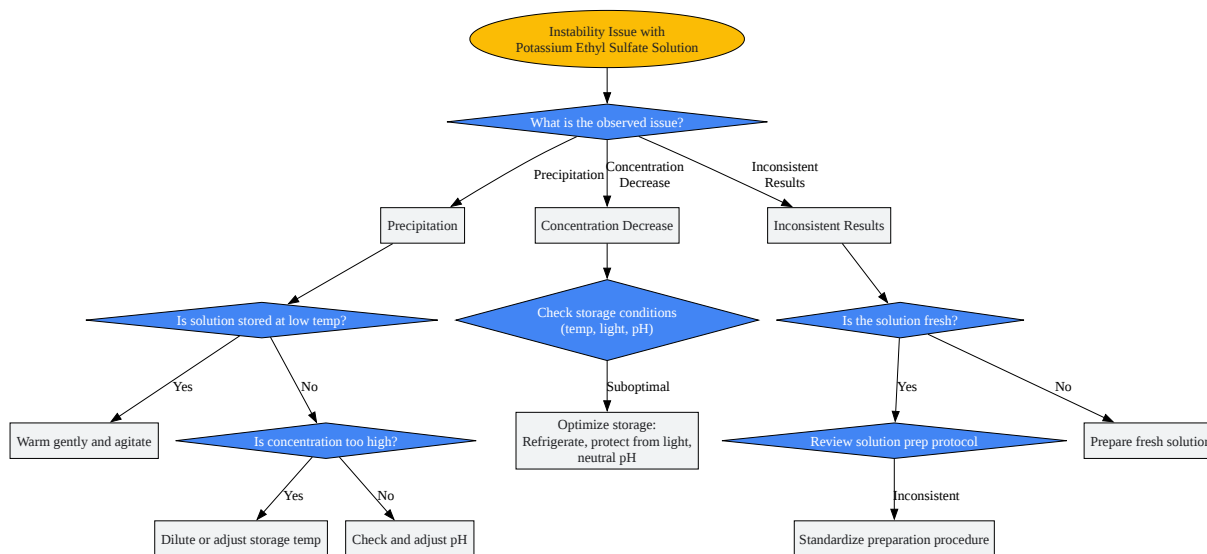 Instability Issue with
Potassium Ethyl Sulfate Solution
What is the observed issue?
Precipitation
Concentration
Decrease
Inconsistent
Results
Precipitation
Concentration Decrease
Inconsistent Results
Is solution stored at low temp?
Check storage conditions
(temp, light, pH)
Is the solution fresh?
Yes
No
Suboptimal
Yes
No
Warm gently and agitate
Is concentration too high?
Optimize storage:
Refrigerate, protect from light,
neutral pH
Review solution prep protocol
Prepare fresh solution
Yes
No
Inconsistent
Dilute or adjust storage temp
Check and adjust pH
Standardize preparation procedure